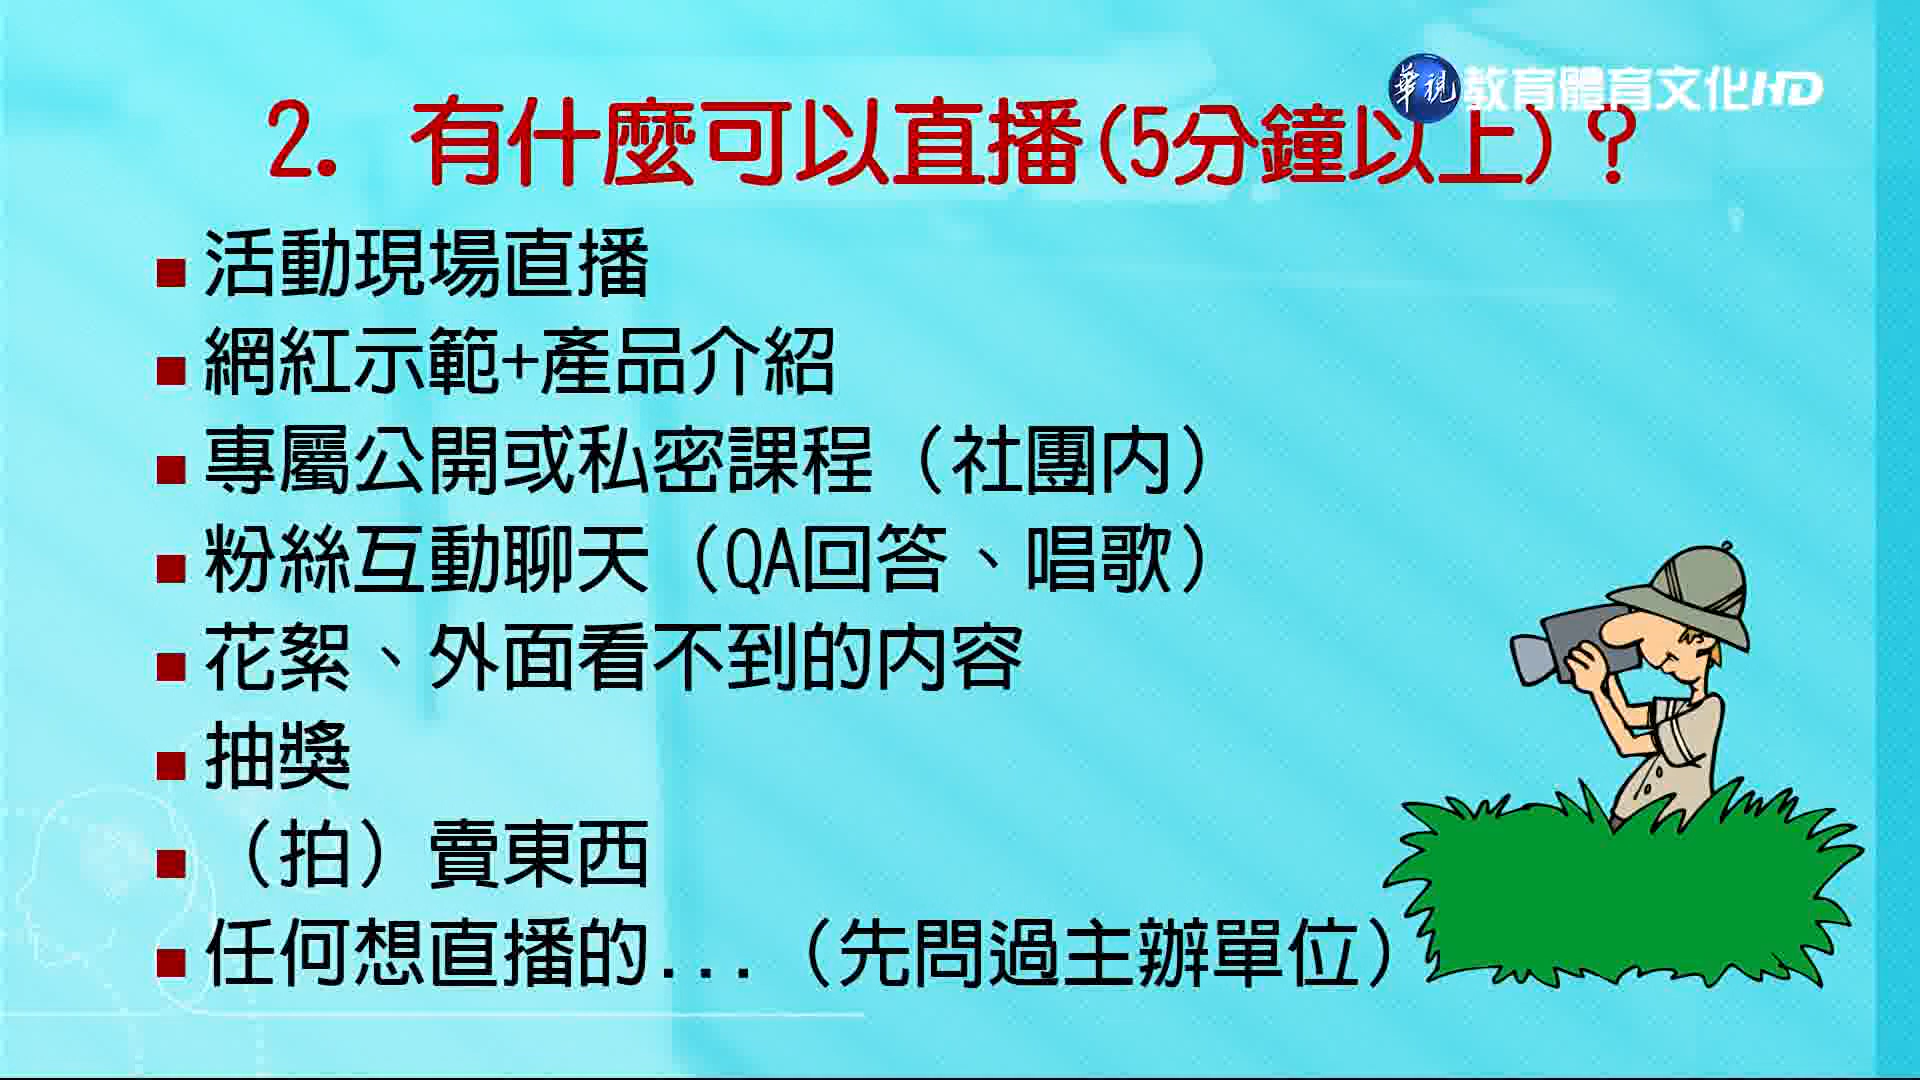 華視 教育體育文化HD
2. 有什麼可以直播(5分鐘以上)？
活動現場直播
網紅示範+產品介紹
專屬公開或私密課程（社團內）
粉絲互動聊天（QA回答、唱歌）
花絮、外面看不到的內容
抽獎
（拍）賣東西
任何想直播的...（先問過主辦單位）